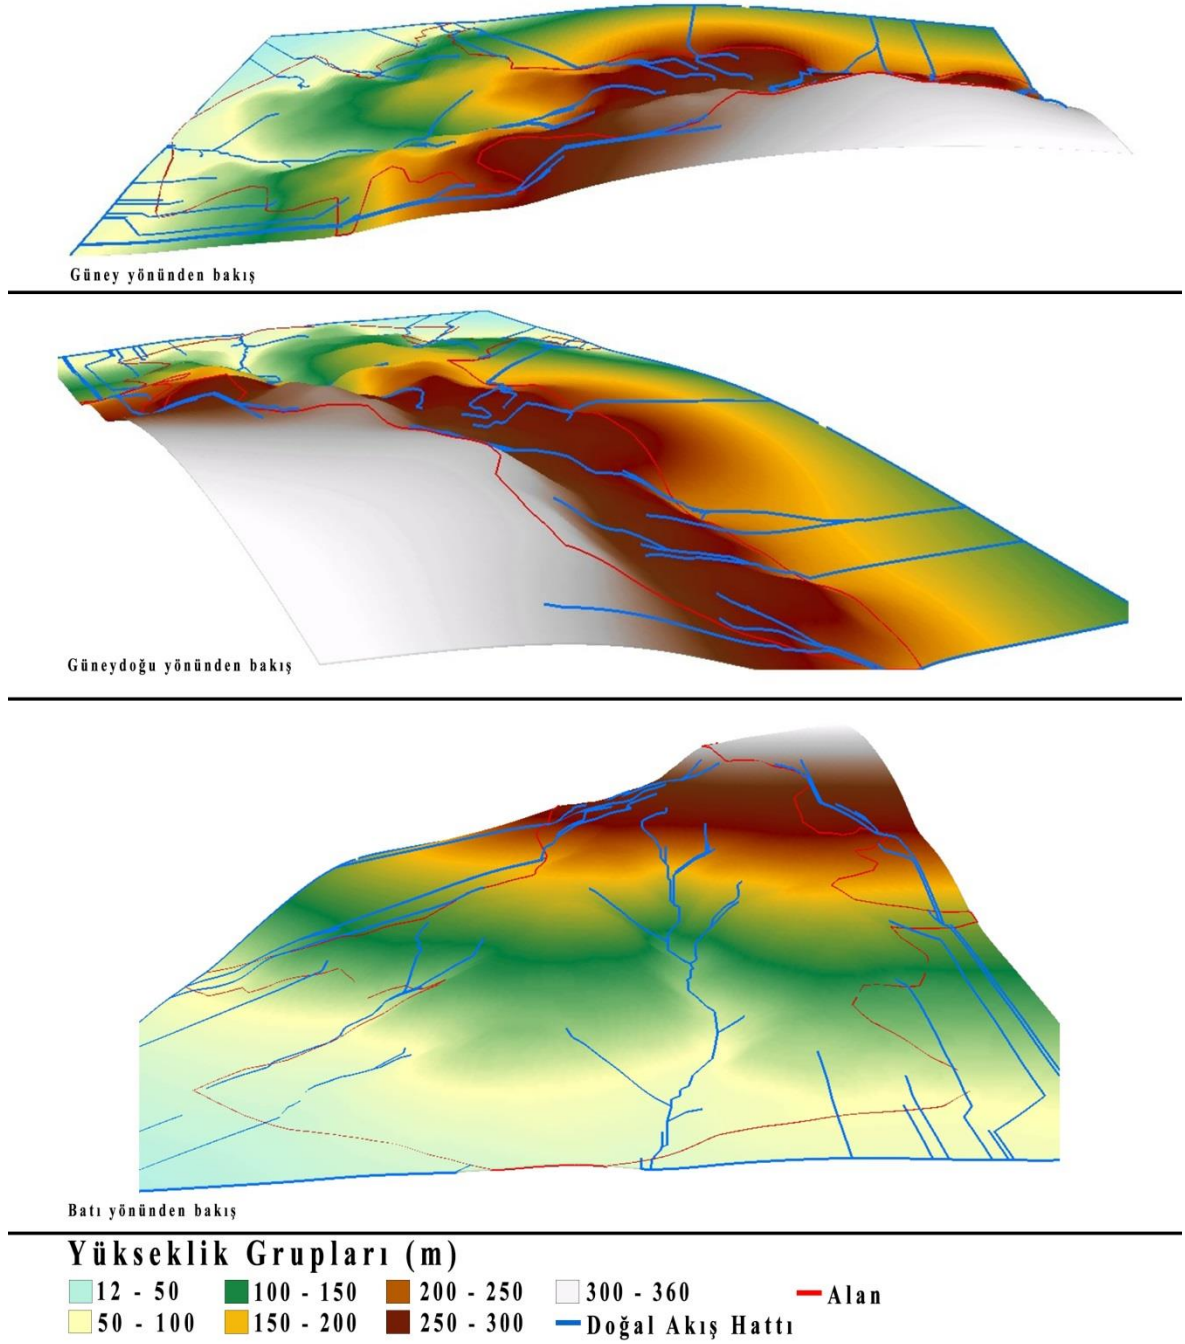 Güney yönünden bakış
Güneydoğu yönünden bakış
Batı yönünden bakış
Yükseklik Grupları (m)
12 - 50 100 - 150 200 - 250 300 - 360 Alan
50 - 100 150 - 200 250 - 300 Doğal Akış Hattı